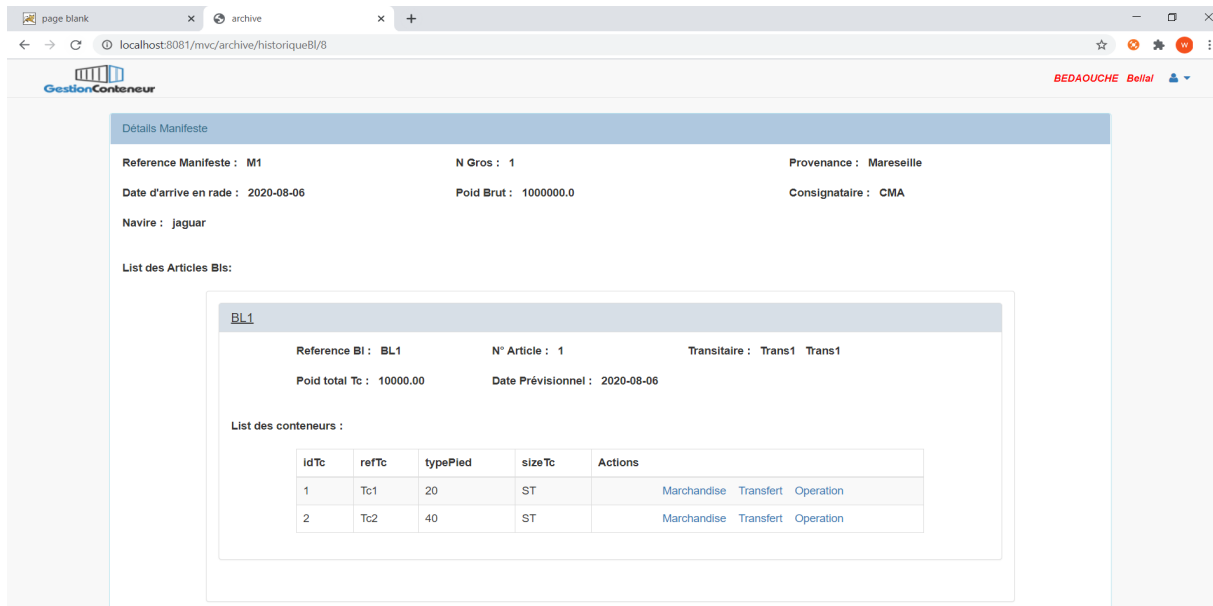 page blank
archive
localhost:8081/mvc/archive/historiqueBl/8
W
GestionConteneur
BEDAOUCHE Bellal
Détails Manifeste
Reference Manifeste : M1 N Gros : 1 Provenance : Mareseille
Date d'arrive en rade : 2020-08-06 Poid Brut : 1000000.0 Consignataire : CMA
Navire : jaguar
List des Articles Bls:
BL1
Reference Bl : BL1 N° Article : 1 Transitaire : Trans1 Trans1
Poid total Tc : 10000.00 Date Prévisionnel : 2020-08-06
List des conteneurs :
idTc refTc typePied sizeTc Actions
1 Tc1 20 ST Marchandise Transfert Operation
2 Tc2 40 ST Marchandise Transfert Operation